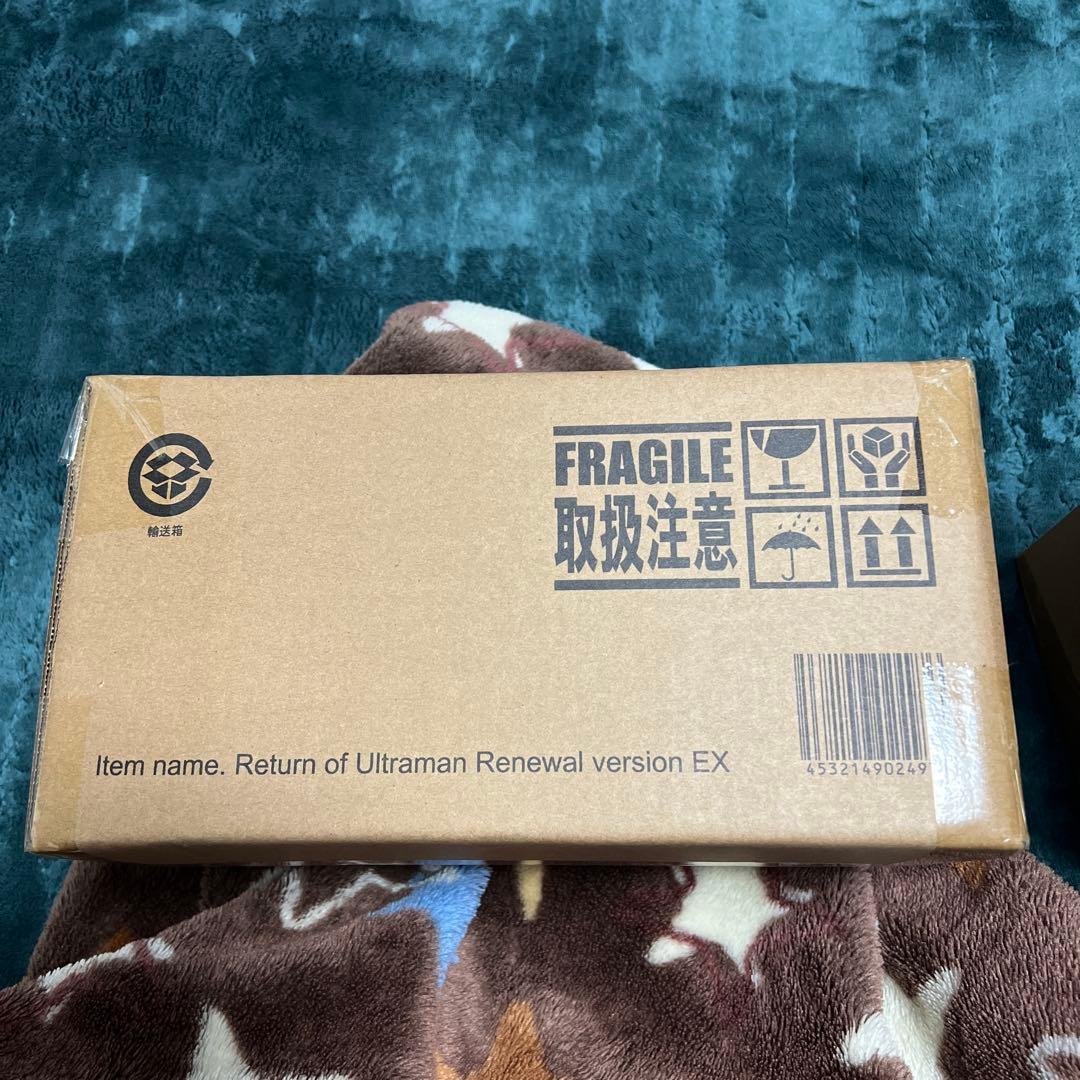 輸送箱
FRAGILE
取扱注意
Item name. Return of Ultraman Renewal version EX
45321490249